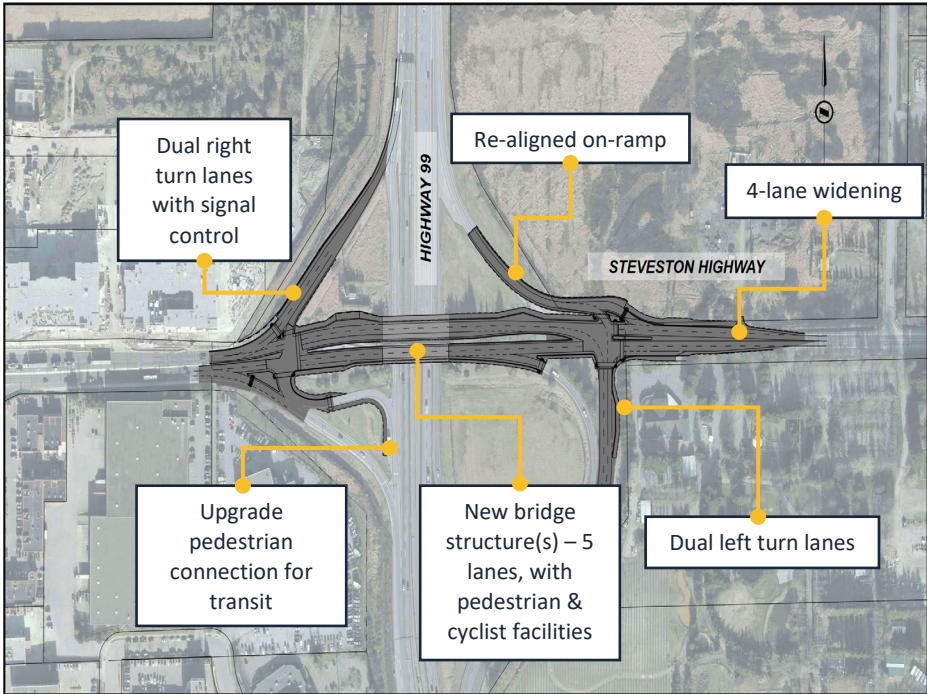 Dual right
turn lanes
with signal
control
HIGHWAY 99
Re-aligned on-ramp
4-lane widening
STEVESTON HIGHWAY
Upgrade
pedestrian
connection for
transit
New bridge
structure(s) – 5
lanes, with
pedestrian &
cyclist facilities
Dual left turn lanes